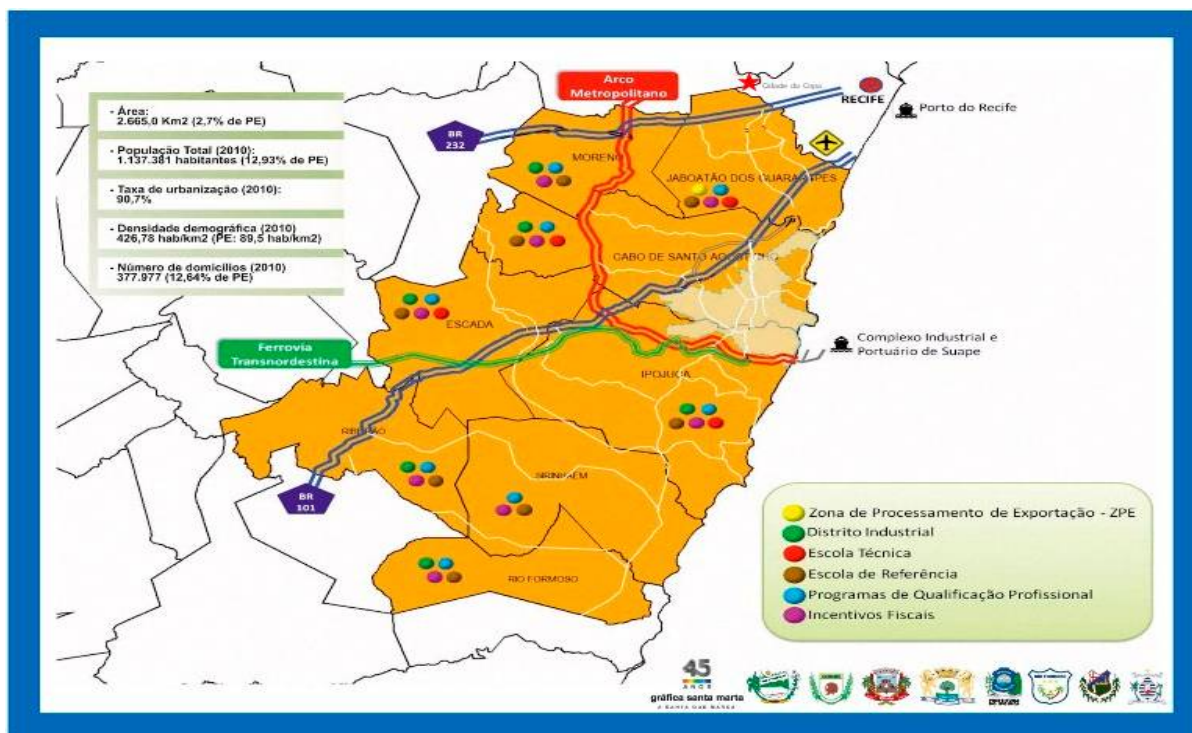 - Área:
2.665,0 Km2 (2,7% de PE)
- População Total (2010):
1.137.381 habitantes (12,93% de PE)
- Taxa de urbanização (2010):
90,7%
- Densidade demográfica (2010)
426,78 hab/km2 (PE: 89,5 hab/km2)
- Número de domicílios (2010)
377.977 (12,64% de PE)
Arco
Metropolitano
Cidade da Copa
RECIFE
Porto do Recife
BR
232
MORENO
JABOATÃO DOS GUARARAPES
CABO DE SANTO AGOSTINHO
ESCADA
Ferrovia
Transnordestina
Complexo Industrial e
Portuário de Suape
IPOJUCA
RIBEIRÃO
SIRINHAÉM
BR
101
RIO FORMOSO
Zona de Processamento de Exportação - ZPE
Distrito Industrial
Escola Técnica
Escola de Referência
Programas de Qualificação Profissional
Incentivos Fiscais
45
ANOS
gráfica santa marta